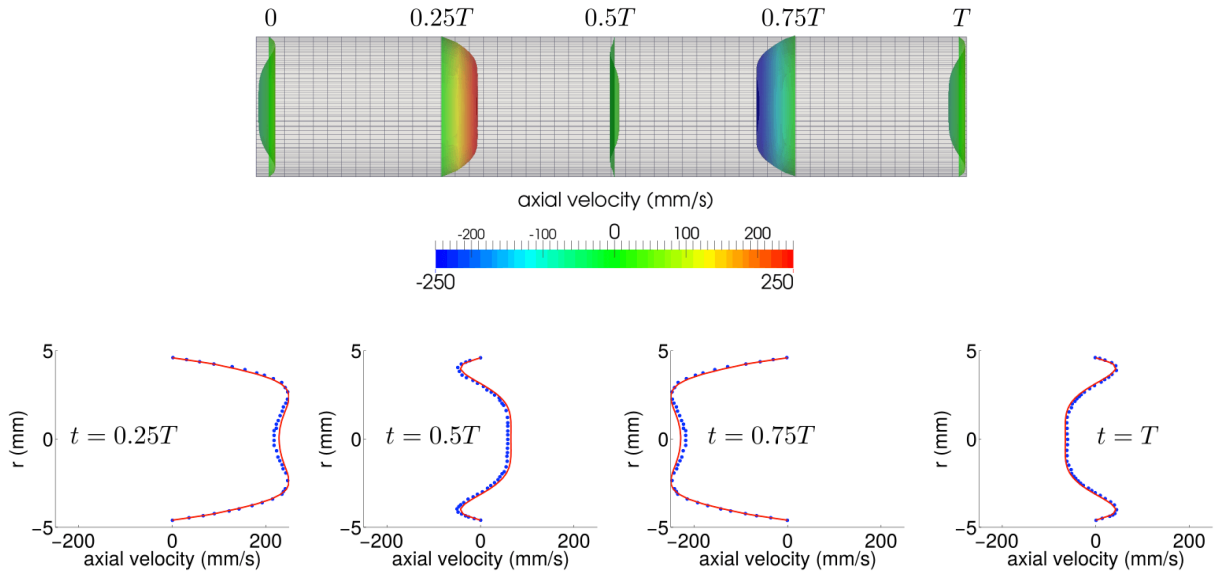 0 0.25T 0.5T 0.75T T
axial velocity (mm/s)
-200 -100 0 100 200
-250 250
5 5 5 5
r (mm) r (mm) r (mm) r (mm)
t = 0.25T t = 0.5T t = 0.75T t = T
0 0 0 0
−5 −5 −5 −5
−200 0 200 −200 0 200 −200 0 200 −200 0 200
axial velocity (mm/s) axial velocity (mm/s) axial velocity (mm/s) axial velocity (mm/s)